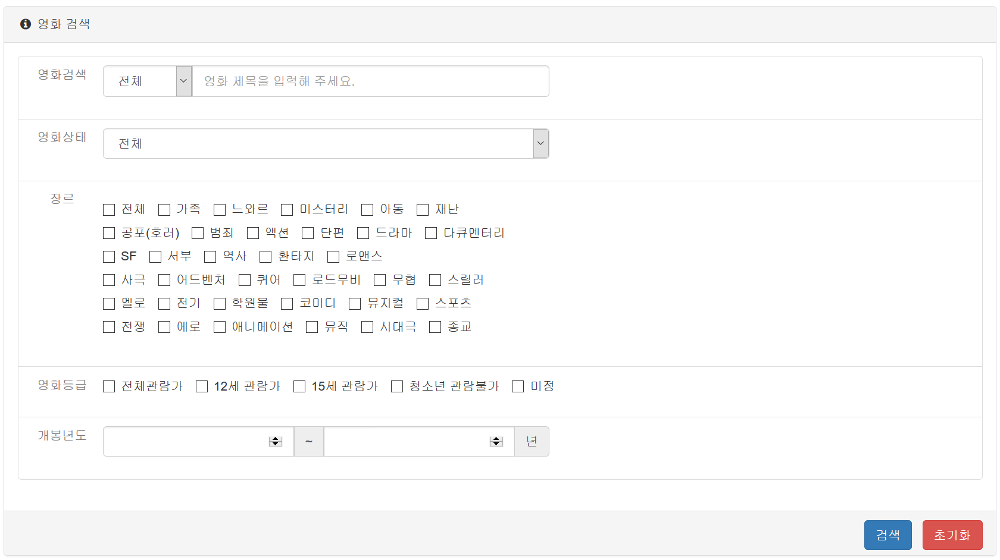 영화 검색
영화검색 전체 영화 제목을 입력해 주세요.
영화상태 전체
장르
전체 가족 느와르 미스터리 아동 재난
공포(호러) 범죄 액션 단편 드라마 다큐멘터리
SF 서부 역사 환타지 로맨스
사극 어드벤처 퀴어 로드무비 무협 스릴러
멜로 전기 학원물 코미디 뮤지컬 스포츠
전쟁 에로 애니메이션 뮤직 시대극 종교
영화등급 전체관람가 12세 관람가 15세 관람가 청소년 관람불가 미정
개봉년도 ~ 년
검색 초기화